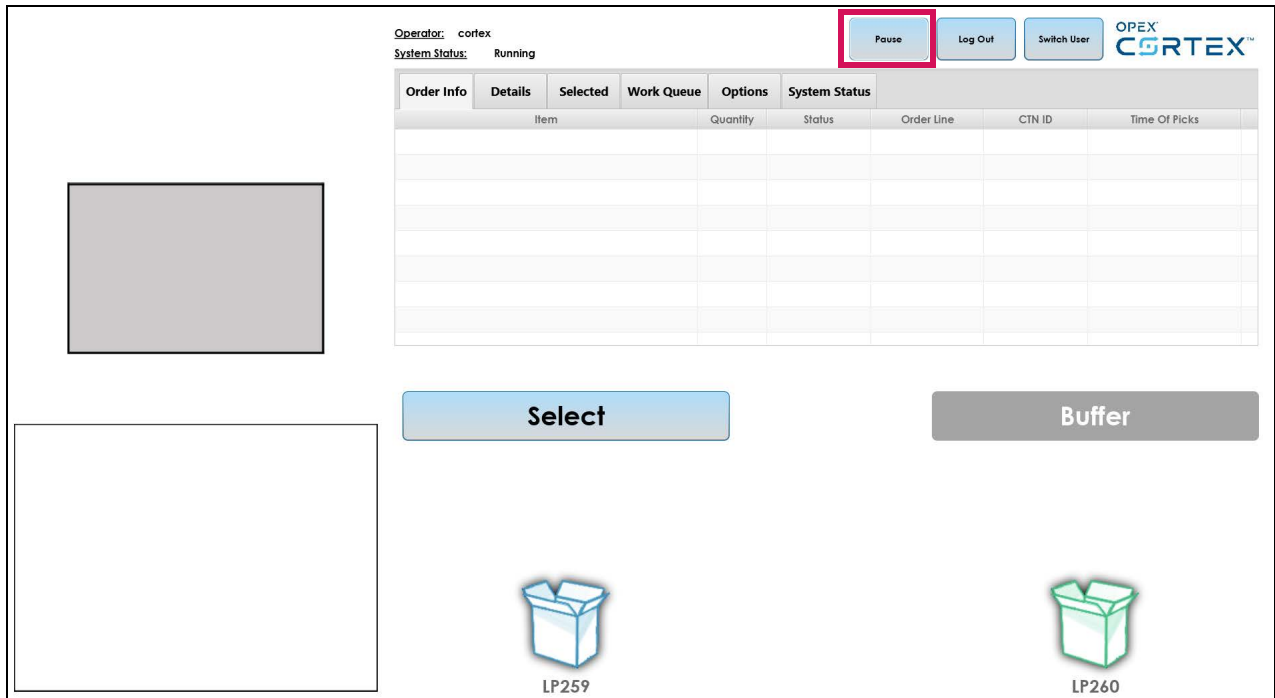 Operator: cortex
System Status: Running
Pause
Log Out
Switch User
OPEX
CORTEX™
Order Info Details Selected Work Queue Options System Status
Item Quantity Status Order Line CTN ID Time Of Picks
Select
Buffer
LP259
LP260